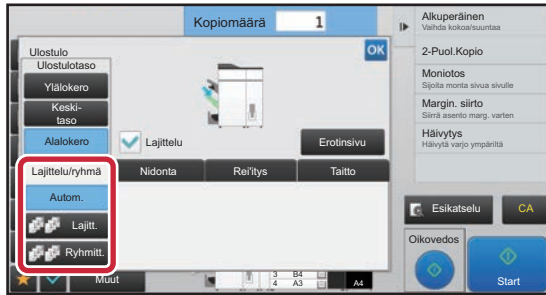 Kopiomäärä 1
Ulostulo
OK
Ulostulotaso
Ylälokero
Keski-
taso
Alalokero
Lajittelu
Erotinsivu
Lajittelu/ryhmä
Nidonta
Rei'itys
Taitto
Autom.
Lajitt.
Ryhmitt.
Muut
3 B4
4 A3
A4
Alkuperäinen
Vaihda kokoa/suuntaa
2-Puol.Kopio
Moniotos
Sijoita monta sivua sivulle
Margin. siirto
Siirrä asento marg. varten
Häivytys
Häivytä varjo ympäriltä
Esikatselu
CA
Oikovedos
Start